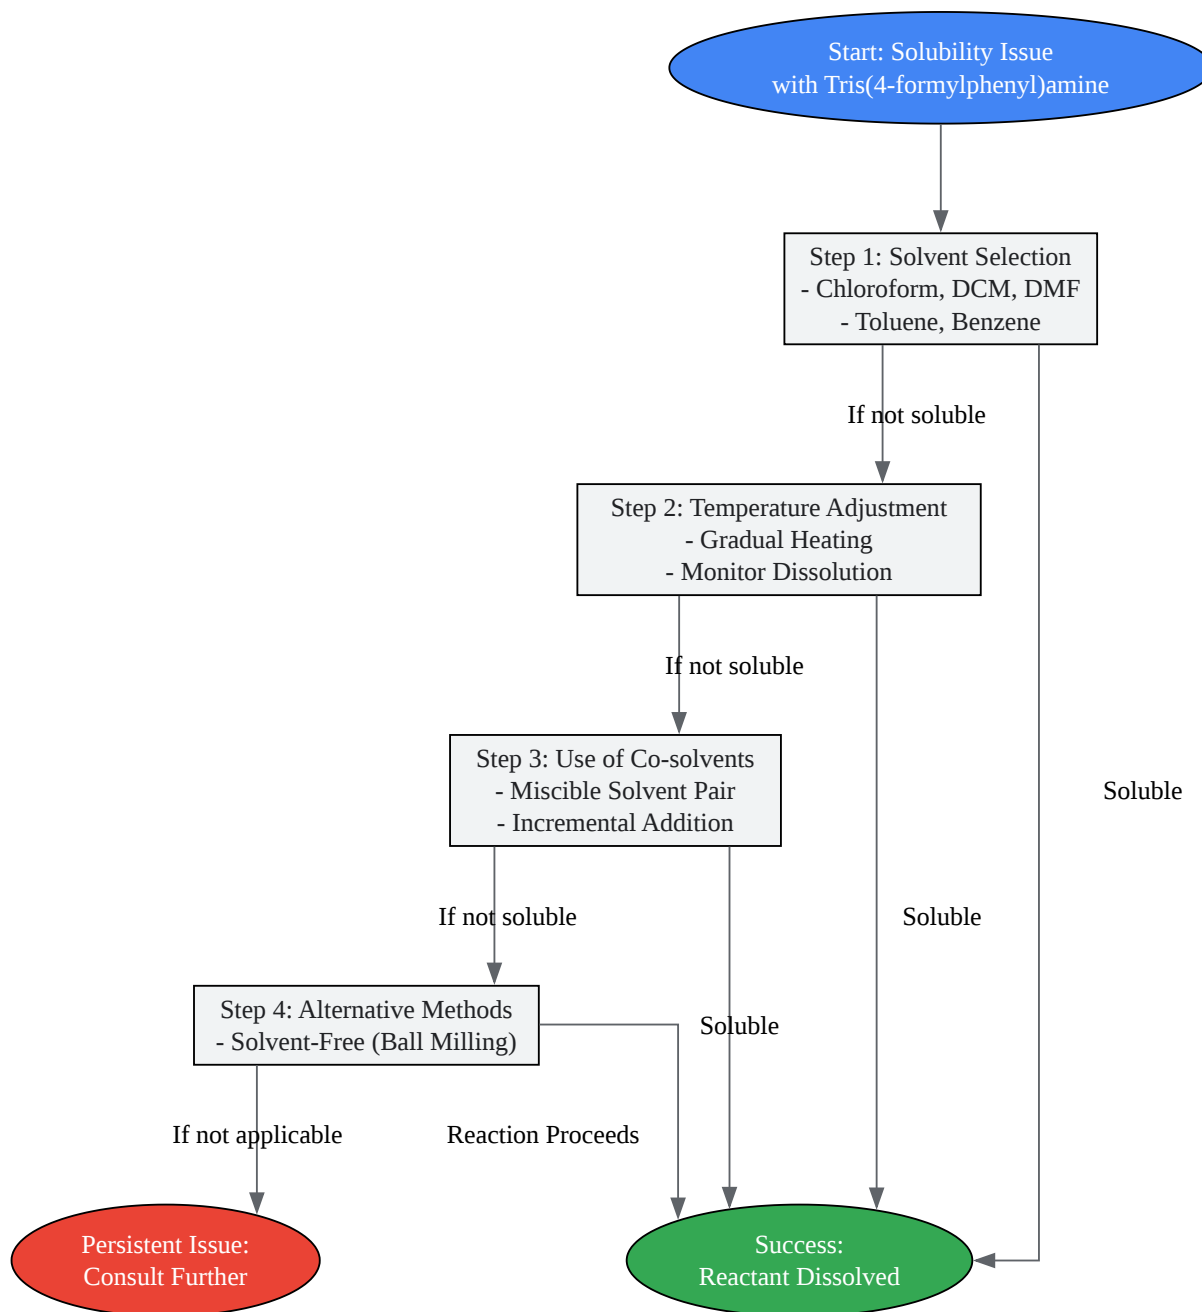 Start: Solubility Issue
with Tris(4-formylphenyl)amine
Step 1: Solvent Selection
- Chloroform, DCM, DMF
- Toluene, Benzene
If not soluble
Step 2: Temperature Adjustment
- Gradual Heating
- Monitor Dissolution
If not soluble
Step 3: Use of Co-solvents
- Miscible Solvent Pair
- Incremental Addition
Soluble
If not soluble
Soluble
Step 4: Alternative Methods
- Solvent-Free (Ball Milling)
Soluble
If not applicable
Reaction Proceeds
Persistent Issue:
Consult Further
Success:
Reactant Dissolved